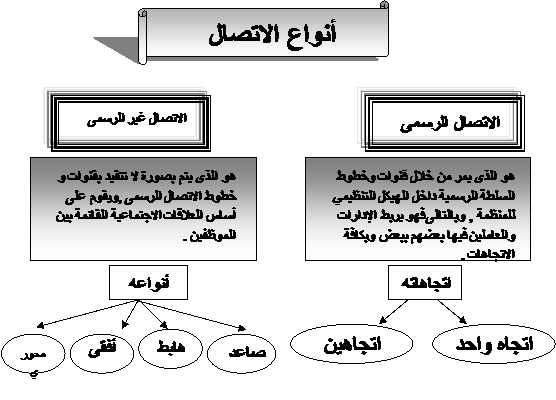 أنواع الاتصال
الاتصال الرسمى
هو الذى يمر من خلال قنوات وخطوط
السلطة الرسمية داخل الهيكل التنظيمي
للمنظمة , وبالتالى فهو يربط الإدارات
والعاملين فيها بعضهم ببعض وبكافة
الاتجاهات.
اتجاهاته
اتجاه واحد
اتجاهين
الاتصال غير الرسمى
هو الذى يتم بصورة لا تتقيد بقنوات و
خطوط الاتصال الرسمى ,ويقوم على
أساس العلاقات الاجتماعية القائمة بين
الموظفين .
أنواعه
صاعد
هابط
أفقى
محور
ي